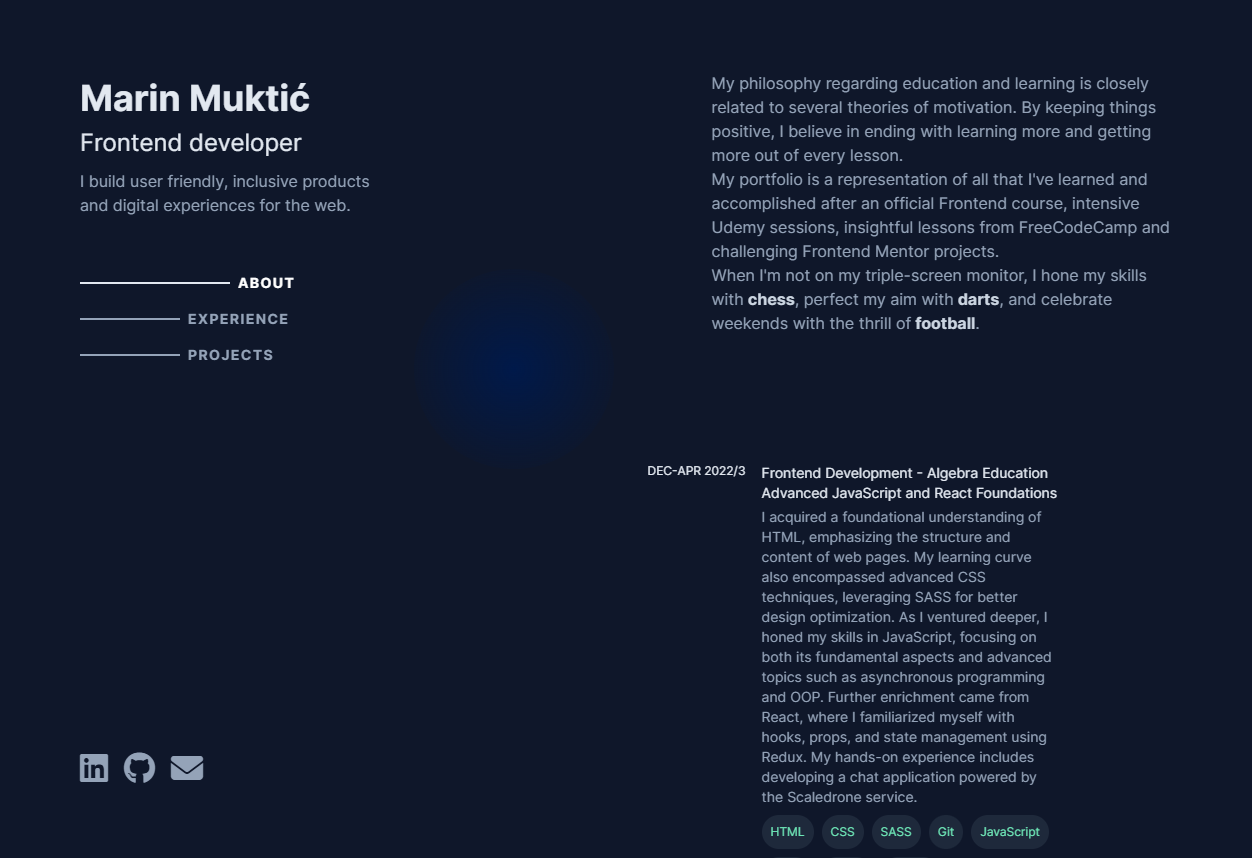 Marin Muktić
Frontend developer
I build user friendly, inclusive products
and digital experiences for the web.
ABOUT
EXPERIENCE
PROJECTS
My philosophy regarding education and learning is closely
related to several theories of motivation. By keeping things
positive, I believe in ending with learning more and getting
more out of every lesson.
My portfolio is a representation of all that I've learned and
accomplished after an official Frontend course, intensive
Udemy sessions, insightful lessons from FreeCodeCamp and
challenging Frontend Mentor projects.
When I'm not on my triple-screen monitor, I hone my skills
with chess, perfect my aim with darts, and celebrate
weekends with the thrill of football.
DEC-APR 2022/3
Frontend Development - Algebra Education
Advanced JavaScript and React Foundations
I acquired a foundational understanding of
HTML, emphasizing the structure and
content of web pages. My learning curve
also encompassed advanced CSS
techniques, leveraging SASS for better
design optimization. As I ventured deeper, I
honed my skills in JavaScript, focusing on
both its fundamental aspects and advanced
topics such as asynchronous programming
and OOP. Further enrichment came from
React, where I familiarized myself with
hooks, props, and state management using
Redux. My hands-on experience includes
developing a chat application powered by
the Scaledrone service.
HTML CSS SASS Git JavaScript
in